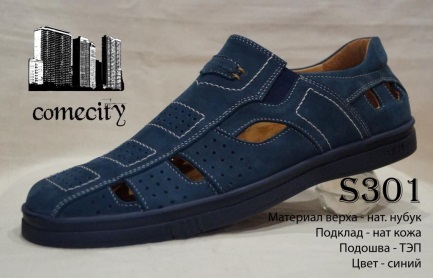 comecity
S301
Материал верха - нат. нубук
Подклад - нат кожа
Подошва - ТЭП
Цвет - синий